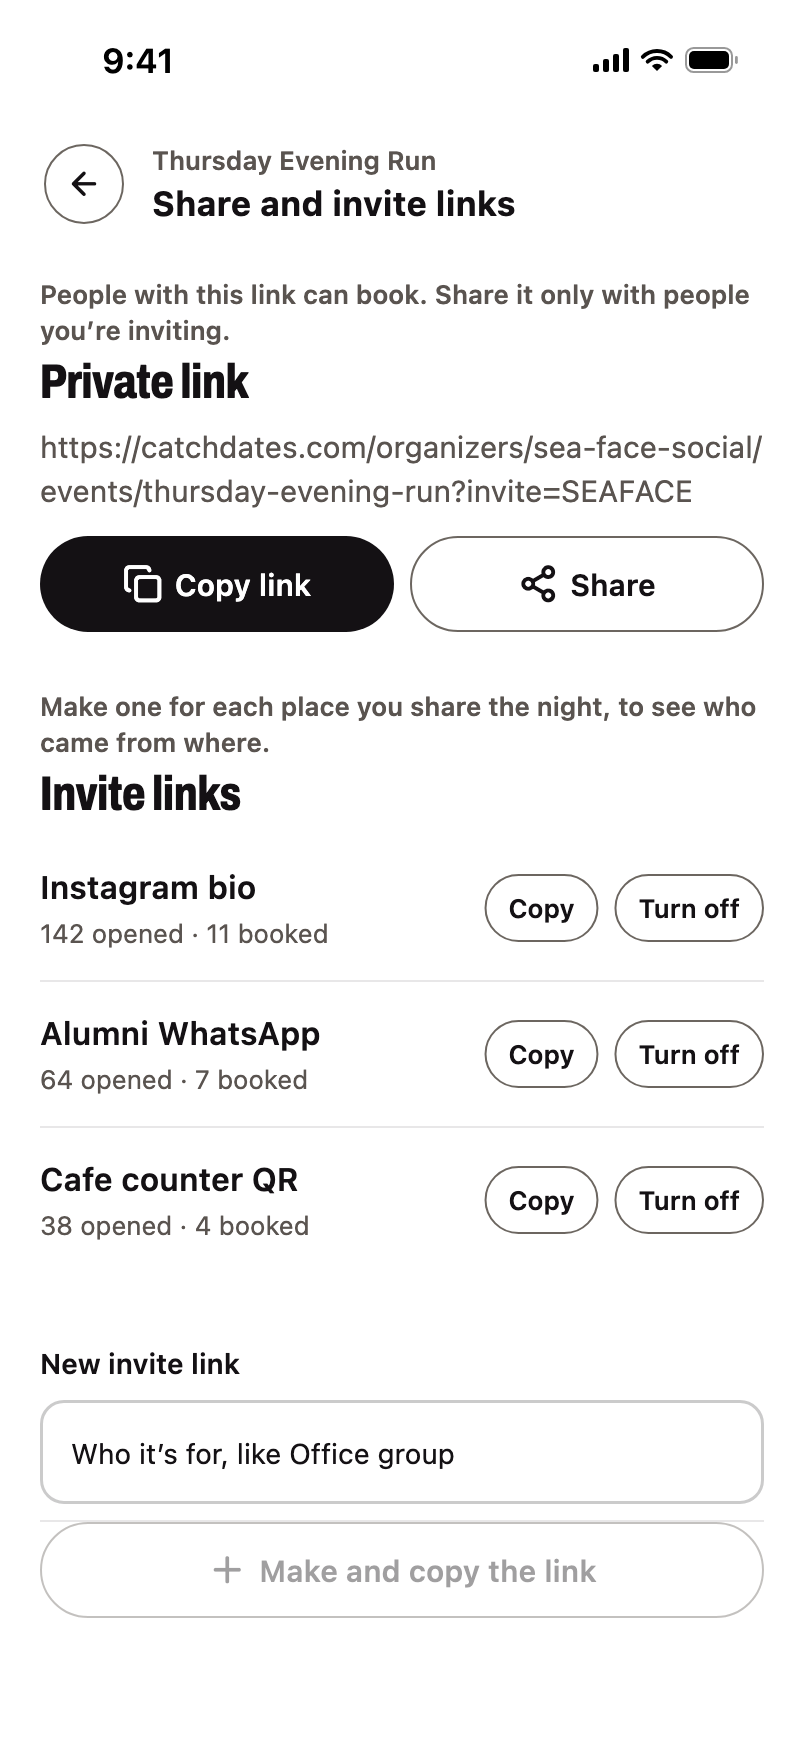 9:41
Thursday Evening Run
Share and invite links
People with this link can book. Share it only with people
you’re inviting.
Private link
https://catchdates.com/organizers/sea-face-social/
events/thursday-evening-run?invite=SEAFACE
Copy link
Share
Make one for each place you share the night, to see who
came from where.
Invite links
Instagram bio
142 opened · 11 booked
Copy
Turn off
Alumni WhatsApp
64 opened · 7 booked
Copy
Turn off
Cafe counter QR
38 opened · 4 booked
Copy
Turn off
New invite link
Who it’s for, like Office group
Make and copy the link